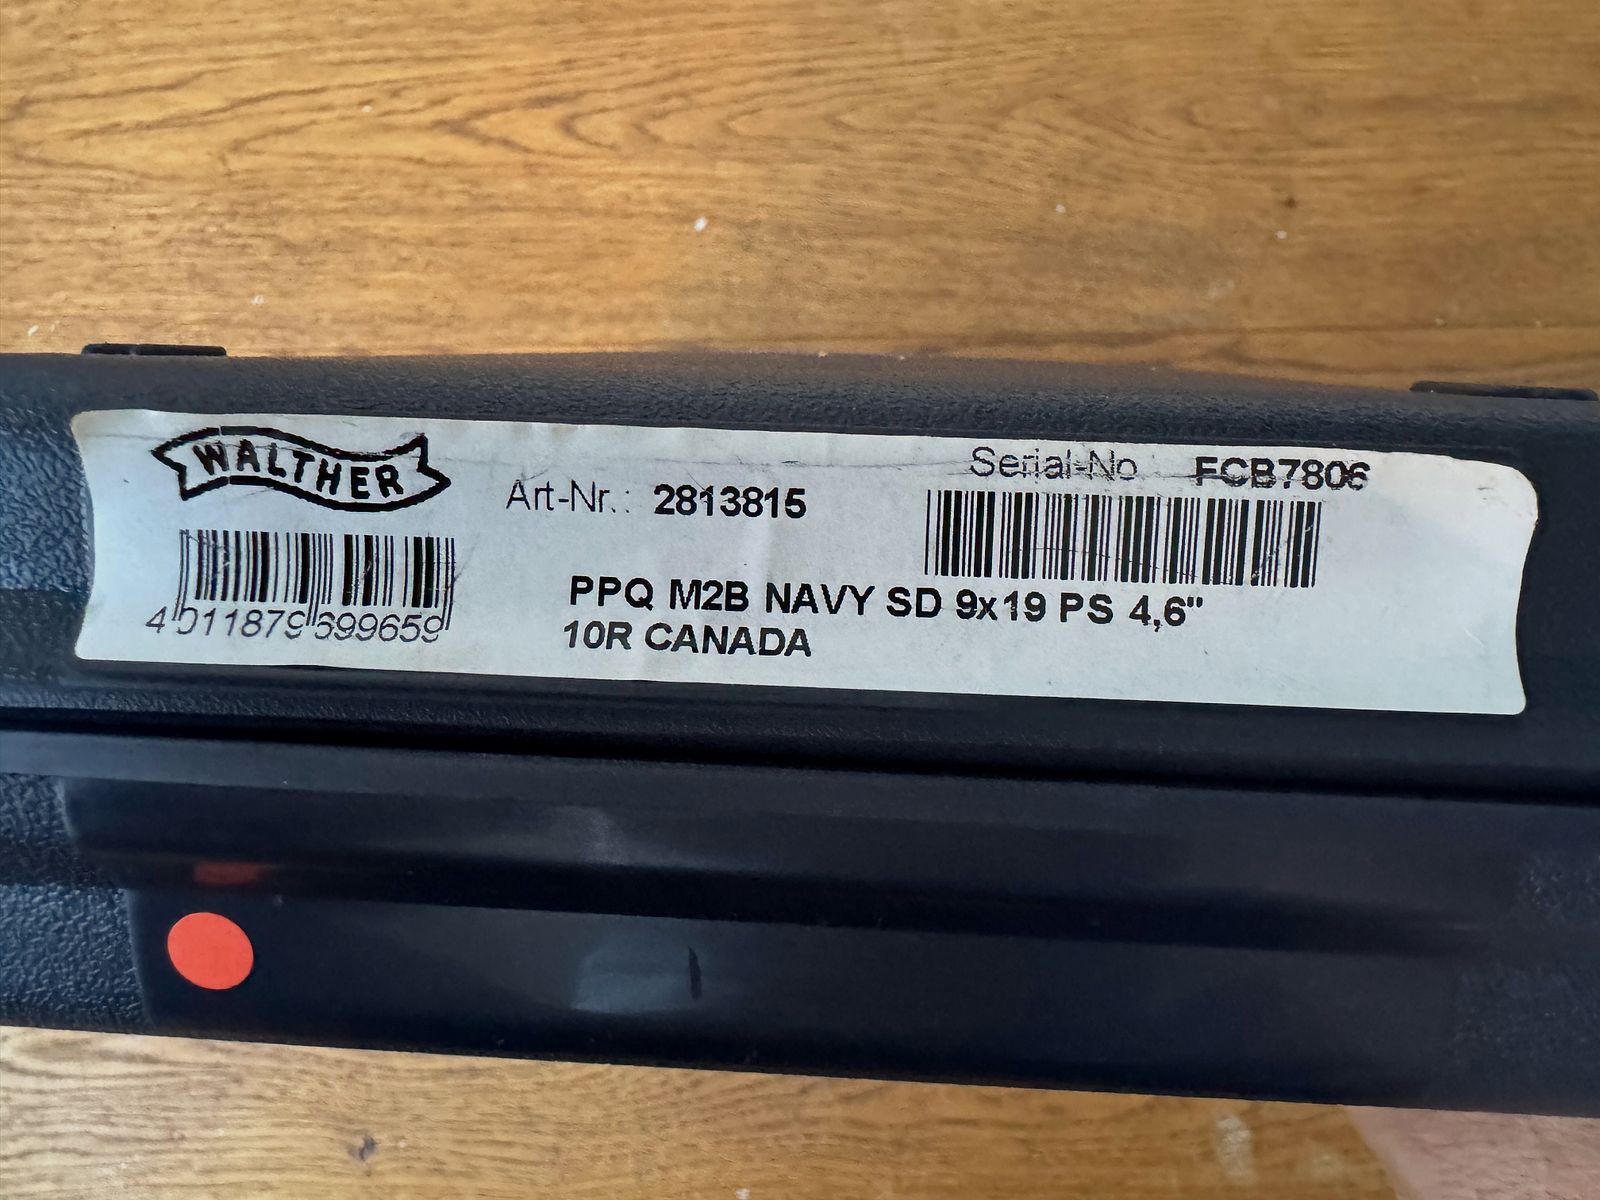 WALTHER
Art-Nr.: 2813815
Serial-No FCB7806
4 011879 699659
PPQ M2B NAVY SD 9x19 PS 4,6"
10R CANADA